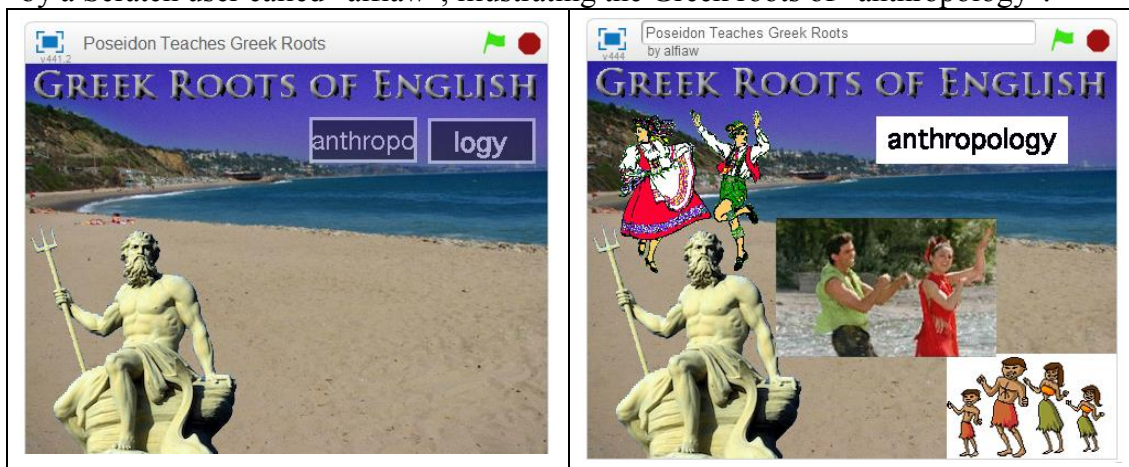 by a Scratch user called "alfiaw", illustrating the Greek roots of "anthropology".
Poseidon Teaches Greek Roots
v441.2
GREEK ROOTS OF ENGLISH
anthropo
logy
Poseidon Teaches Greek Roots
by alfiaw
v444
GREEK ROOTS OF ENGLISH
anthropology